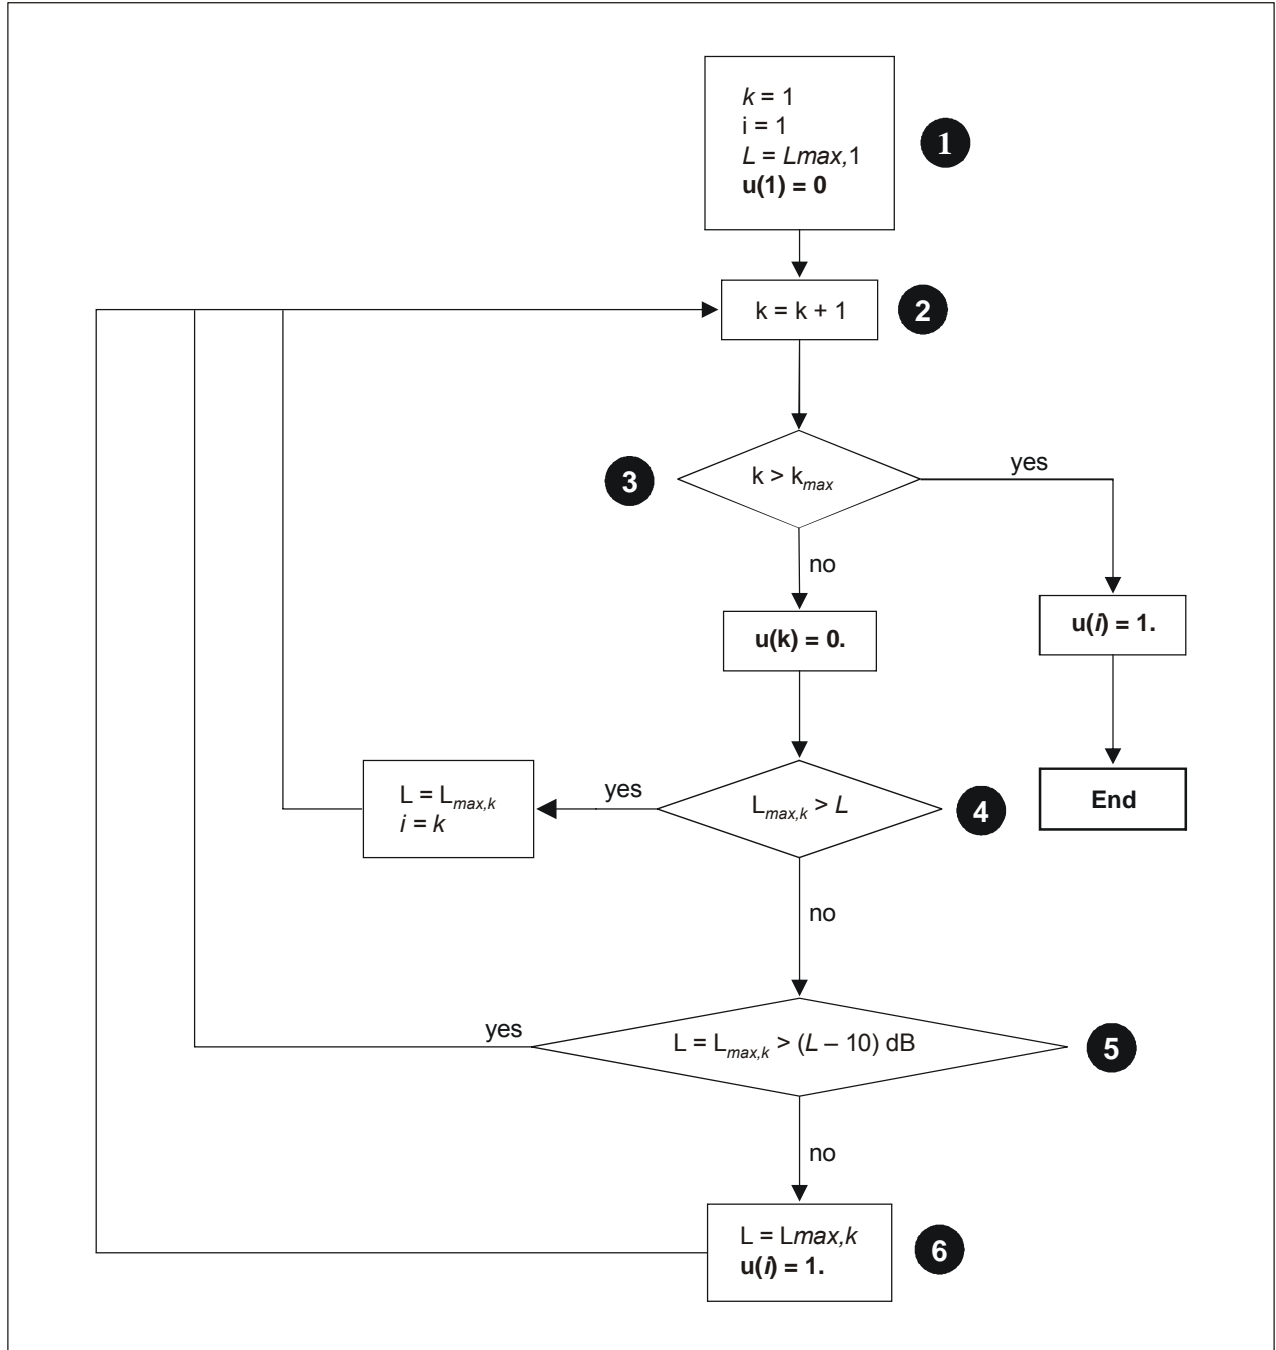 k = 1
i = 1
L = Lmax,1
u(1) = 0
1
k = k + 1
2
3
k > kmax
yes
no
u(k) = 0.
u(i) = 1.
L = Lmax,k
i = k
yes
Lmax,k > L
4
End
no
yes
L = Lmax,k > (L – 10) dB
5
no
L = Lmax,k
u(i) = 1.
6